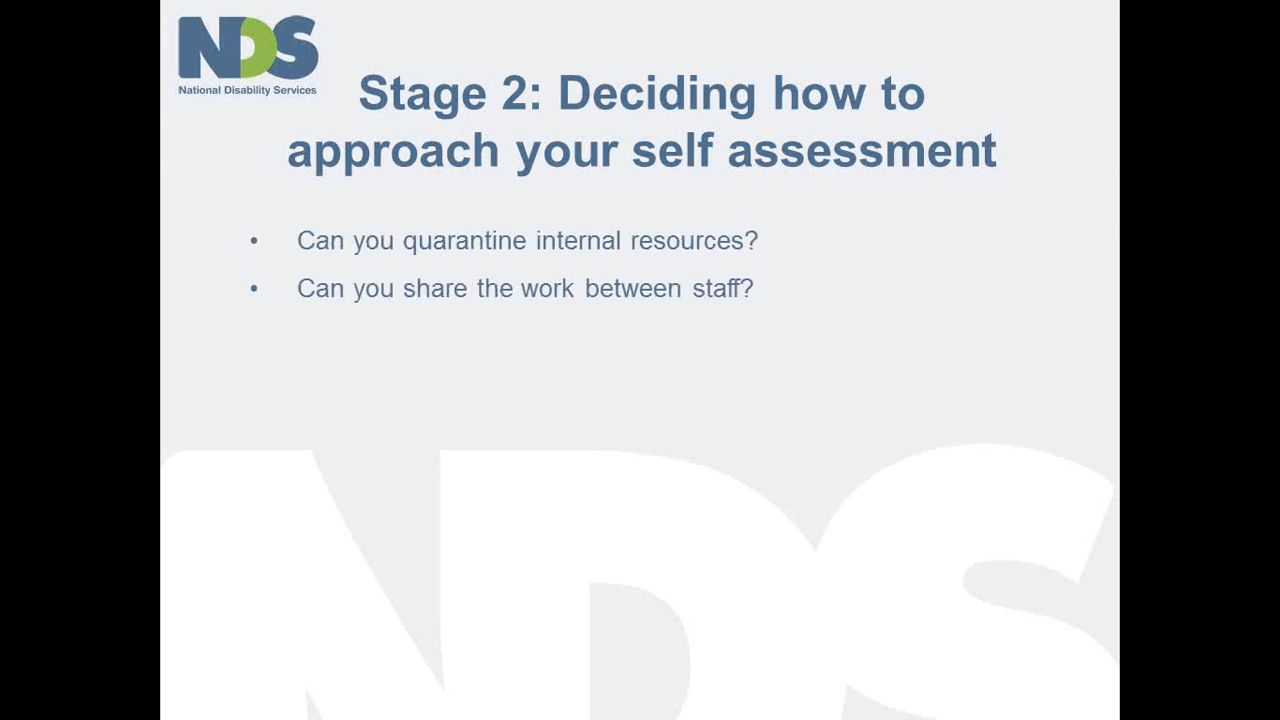 NDS
National Disability Services
Stage 2: Deciding how to
approach your self assessment
• Can you quarantine internal resources?
• Can you share the work between staff?
NDS